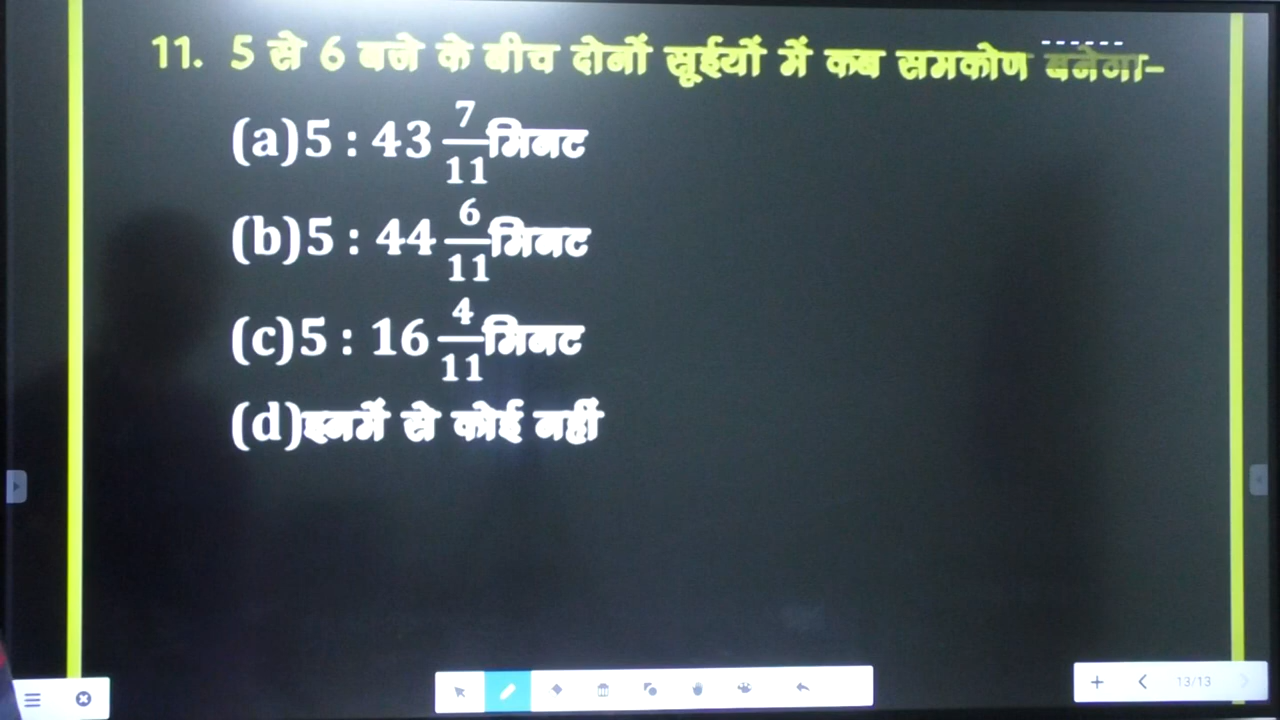 11. 5 से 6 बजे के बीच दोनों सूईयों में कब समकोण बनेगा-
(a)5 : 43 7/11 मिनट
(b)5 : 44 6/11 मिनट
(c)5 : 16 4/11 मिनट
(d)इनमें से कोई नहीं
13/13